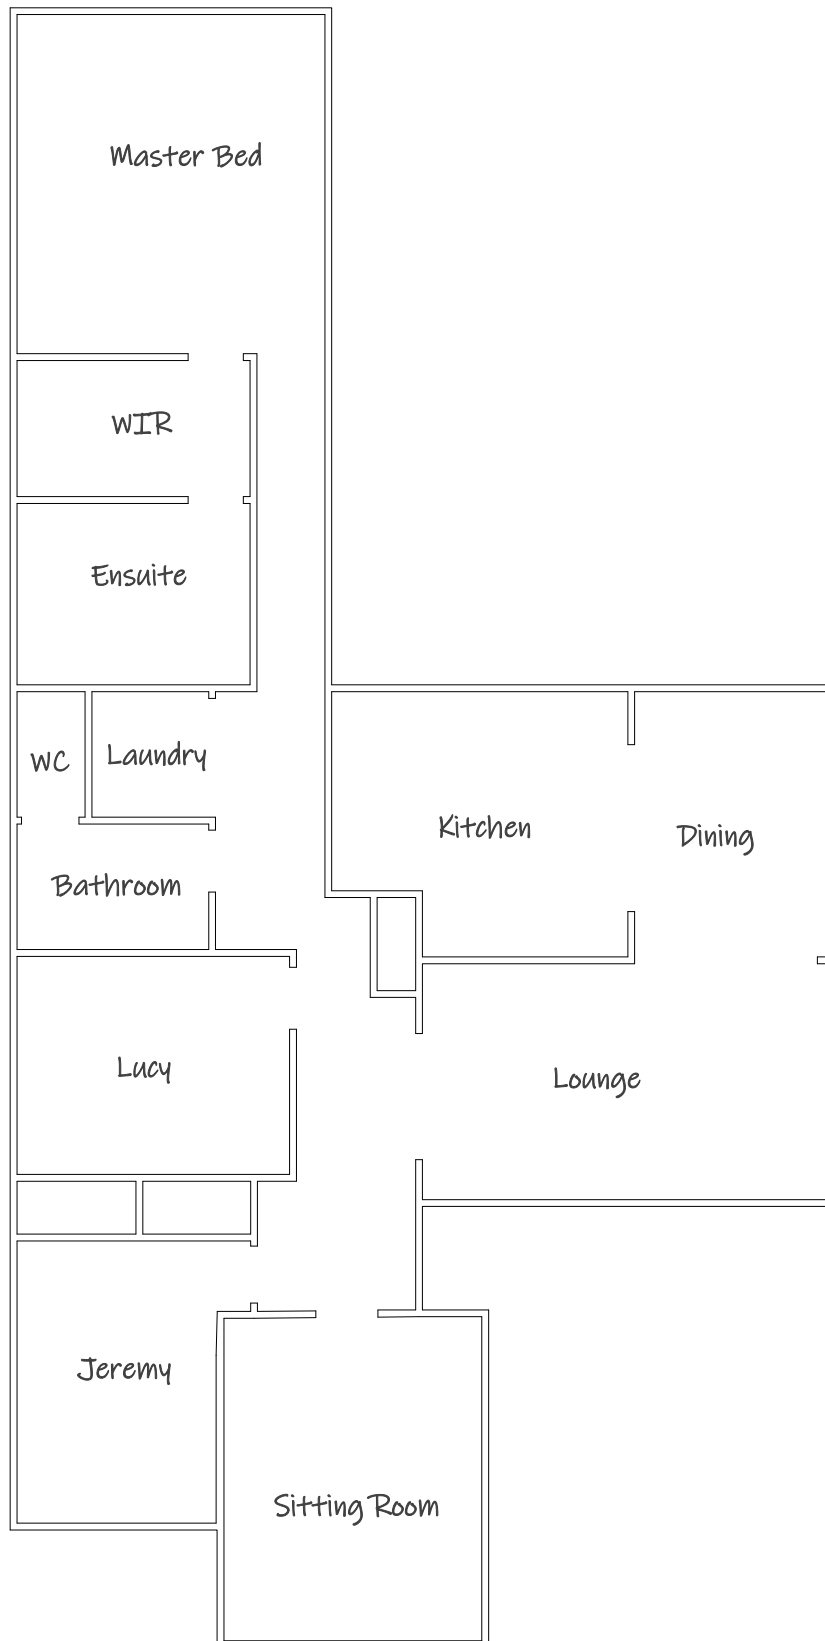 Master Bed
WIR
Ensuite
WC
Laundry
Kitchen
Dining
Bathroom
Lucy
Lounge
Jeremy
Sitting Room